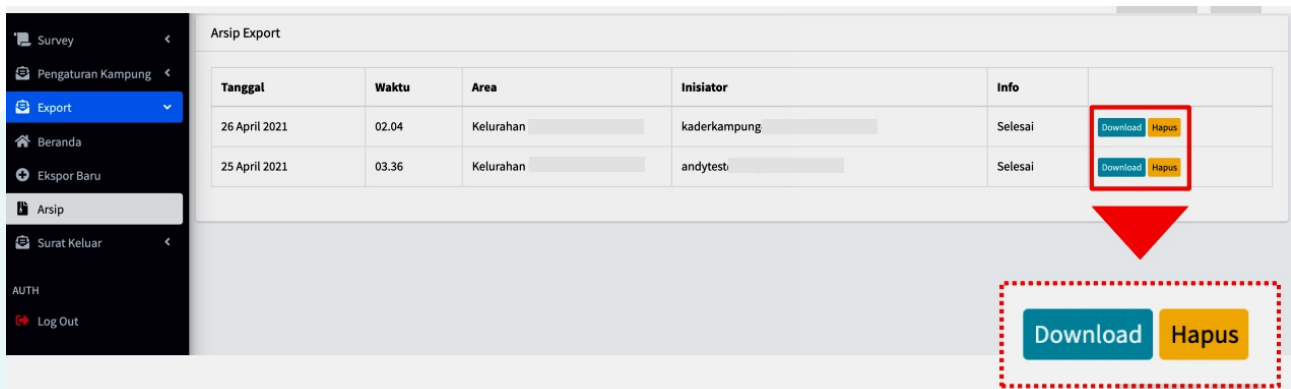 Survey
Pengaturan Kampung
Export
Beranda
Ekspor Baru
Arsip
Surat Keluar
AUTH
Log Out
Arsip Export
Tanggal Waktu Area Inisiator Info
26 April 2021 02.04 Kelurahan kaderkampung Selesai Download Hapus
25 April 2021 03.36 Kelurahan andytest Selesai Download Hapus
Download Hapus